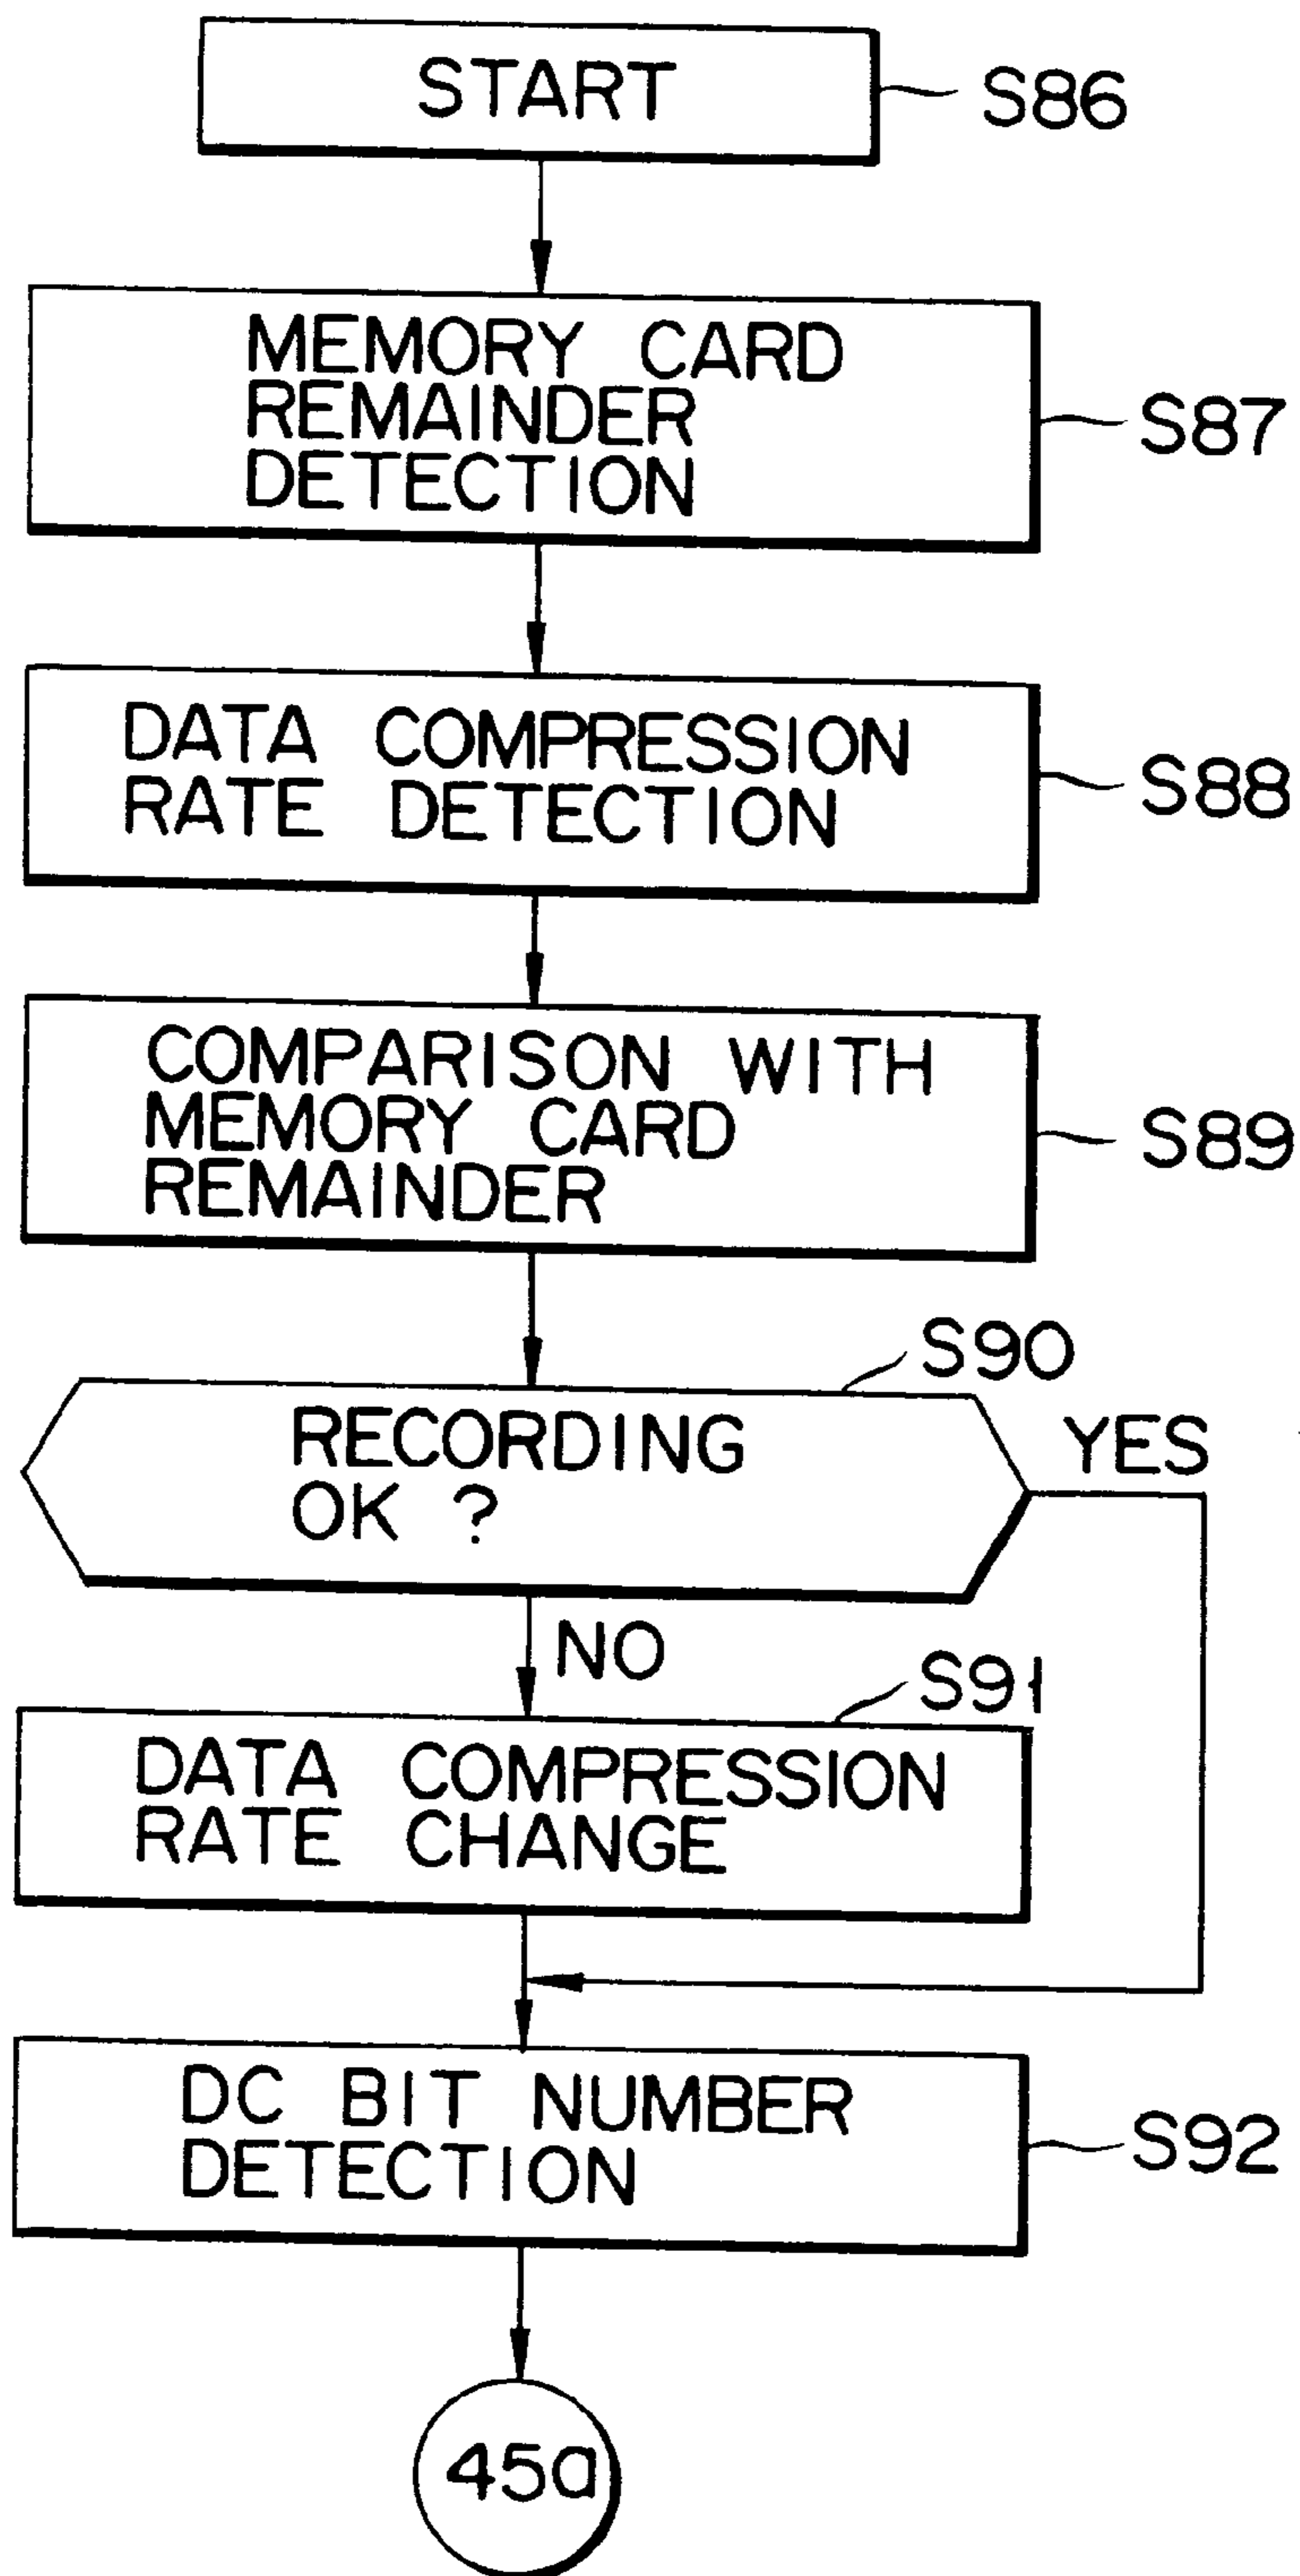 START
S86
MEMORY CARD
REMAINDER
DETECTION
S87
DATA COMPRESSION
RATE DETECTION
S88
COMPARISON WITH
MEMORY CARD
REMAINDER
S89
S90
RECORDING
OK ?
YES
NO
S91
DATA COMPRESSION
RATE CHANGE
DC BIT NUMBER
DETECTION
S92
45a